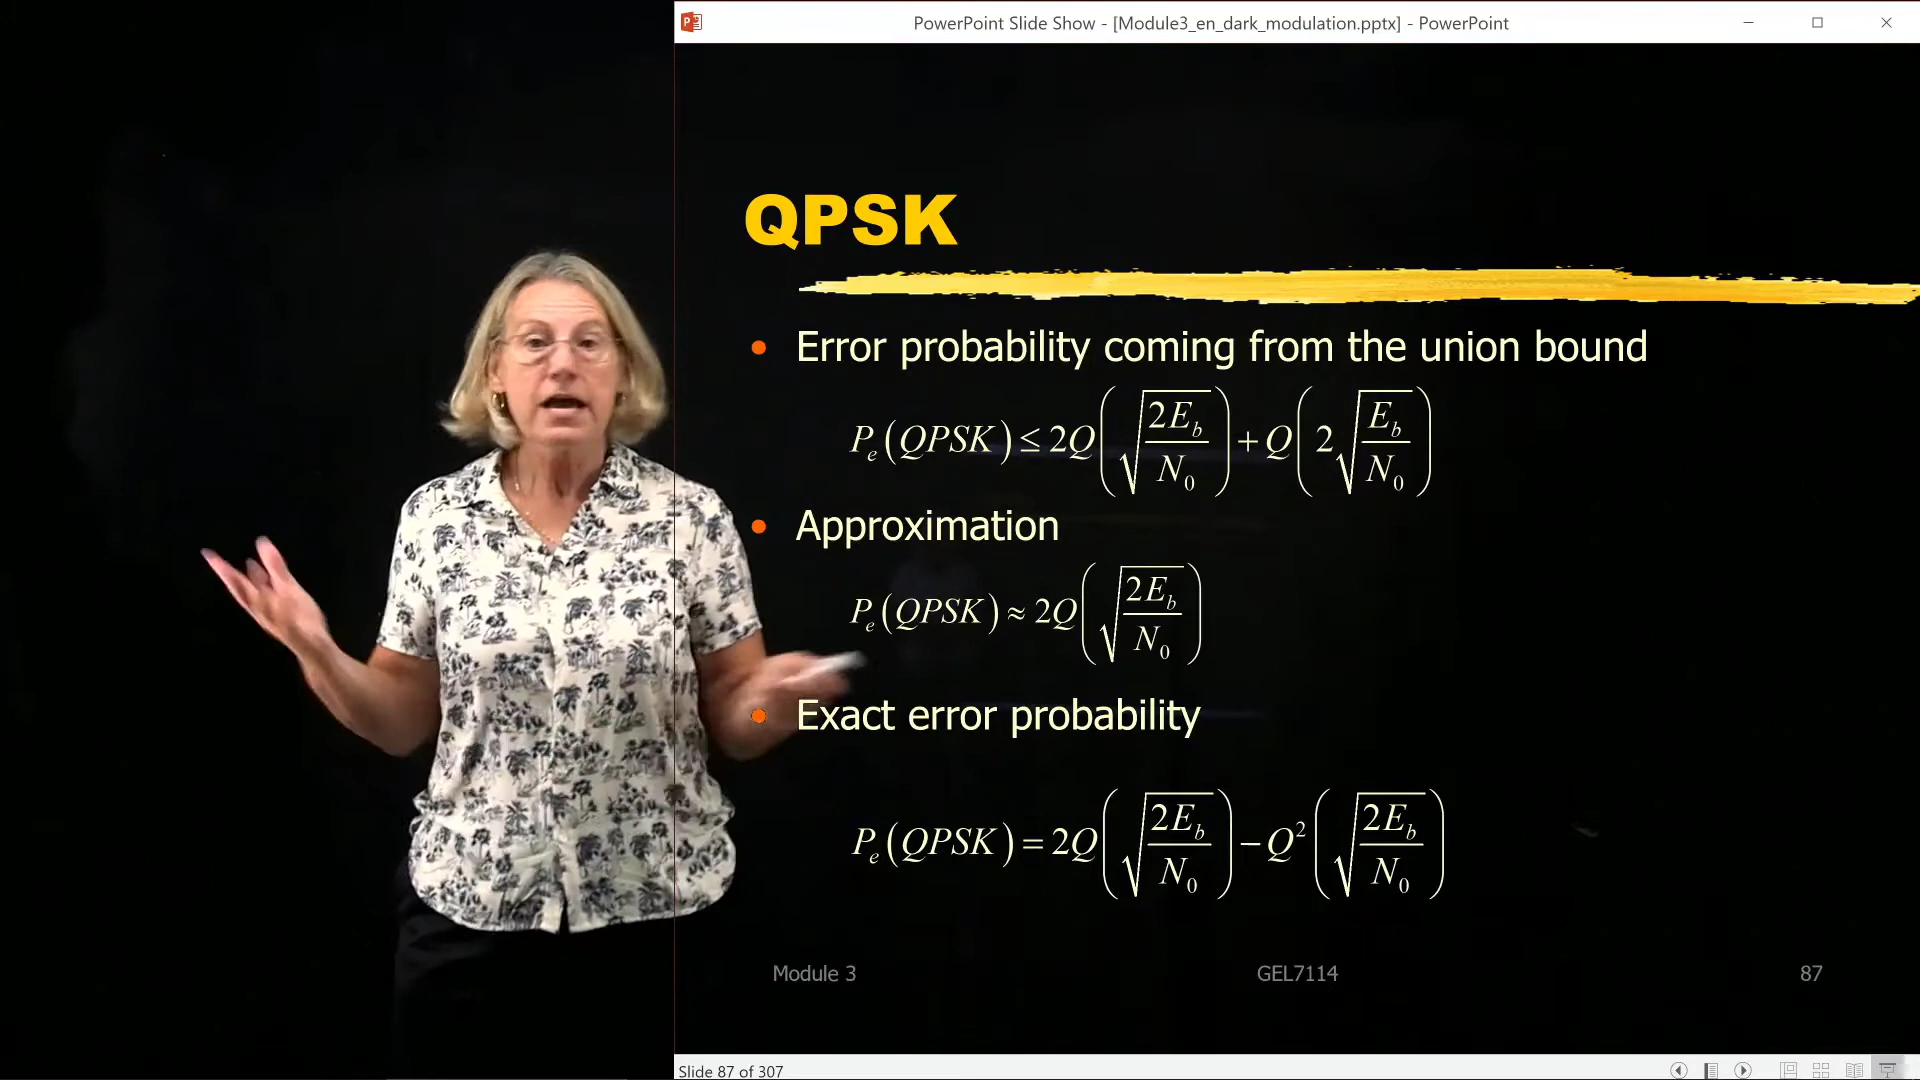 PowerPoint Slide Show - [Module3_en_dark_modulation.pptx] - PowerPoint
QPSK
• Error probability coming from the union bound
P_e(QPSK) ≤ 2Q(√(2E_b/N_0)) + Q(2√(E_b/N_0))
• Approximation
P_e(QPSK) ≈ 2Q(√(2E_b/N_0))
• Exact error probability
P_e(QPSK) = 2Q(√(2E_b/N_0)) − Q²(√(2E_b/N_0))
Module 3 GEL7114 87
Slide 87 of 307